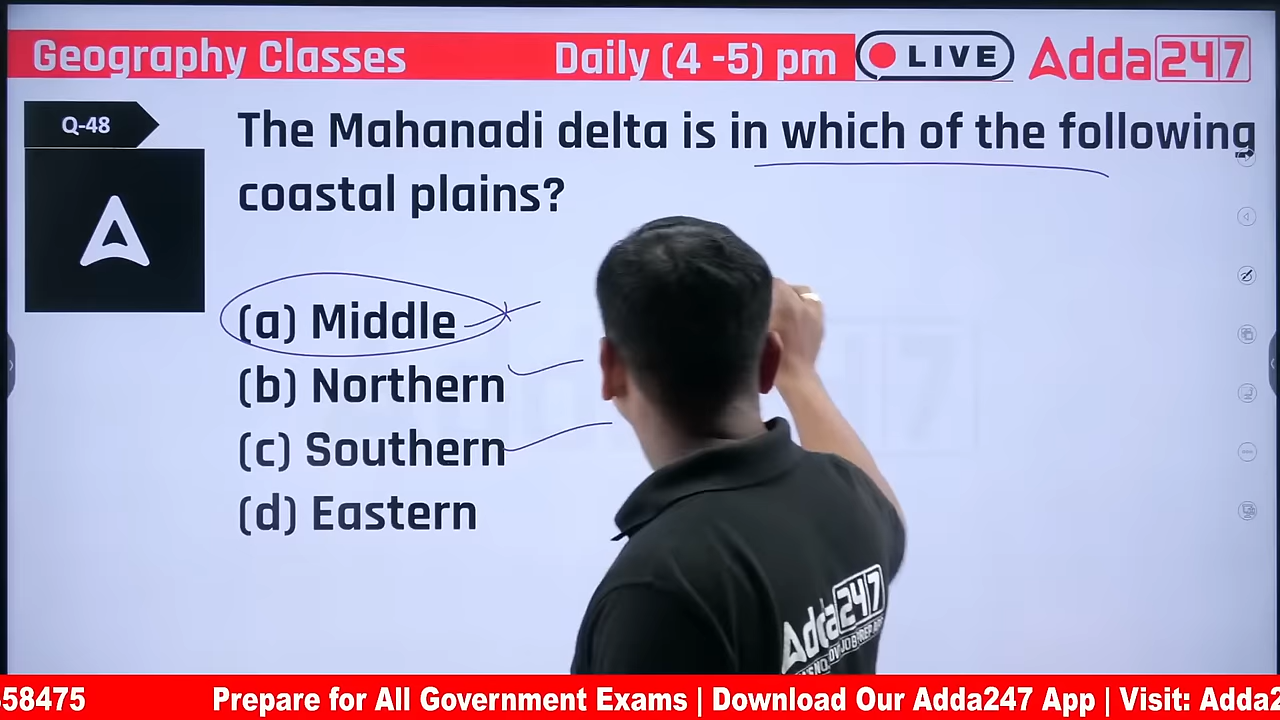 Geography Classes Daily (4 -5) pm LIVE Adda247
Q-48
The Mahanadi delta is in which of the following
coastal plains?
(a) Middle
(b) Northern
(c) Southern
(d) Eastern
Adda247
58475 Prepare for All Government Exams | Download Our Adda247 App | Visit: Adda2